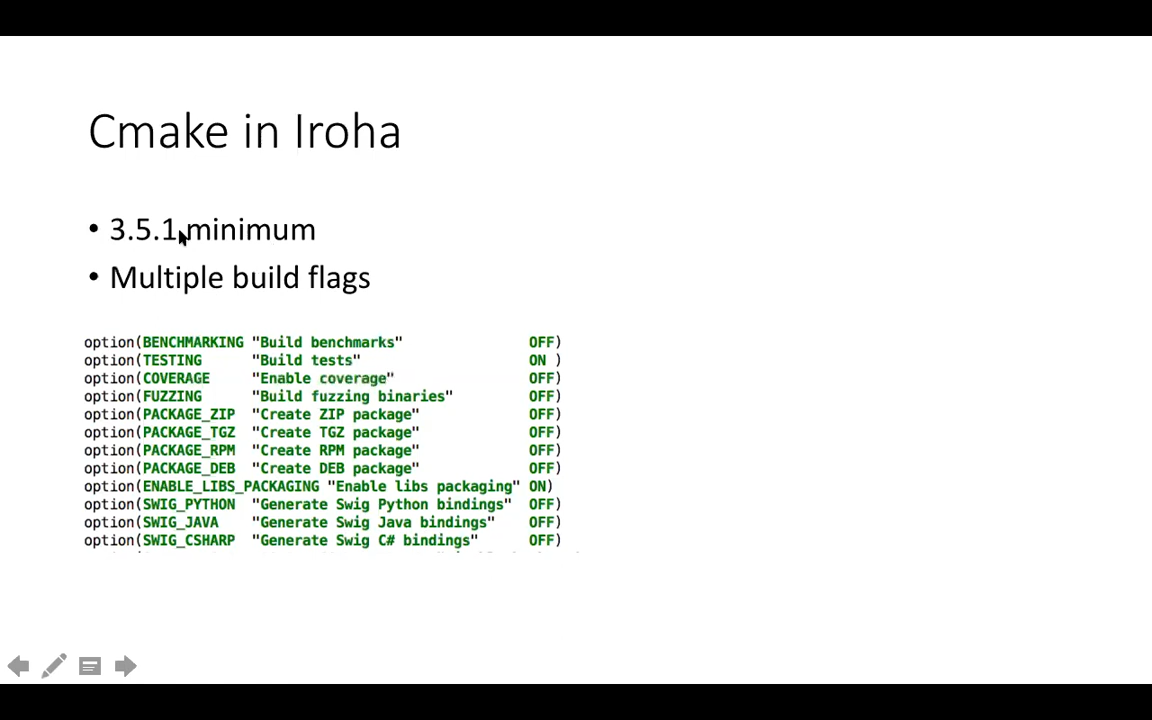 Cmake in Iroha
• 3.5.1 minimum
• Multiple build flags
option(BENCHMARKING "Build benchmarks" OFF)
option(TESTING "Build tests" ON )
option(COVERAGE "Enable coverage" OFF)
option(FUZZING "Build fuzzing binaries" OFF)
option(PACKAGE_ZIP "Create ZIP package" OFF)
option(PACKAGE_TGZ "Create TGZ package" OFF)
option(PACKAGE_RPM "Create RPM package" OFF)
option(PACKAGE_DEB "Create DEB package" OFF)
option(ENABLE_LIBS_PACKAGING "Enable libs packaging" ON)
option(SWIG_PYTHON "Generate Swig Python bindings" OFF)
option(SWIG_JAVA "Generate Swig Java bindings" OFF)
option(SWIG_CSHARP "Generate Swig C# bindings" OFF)